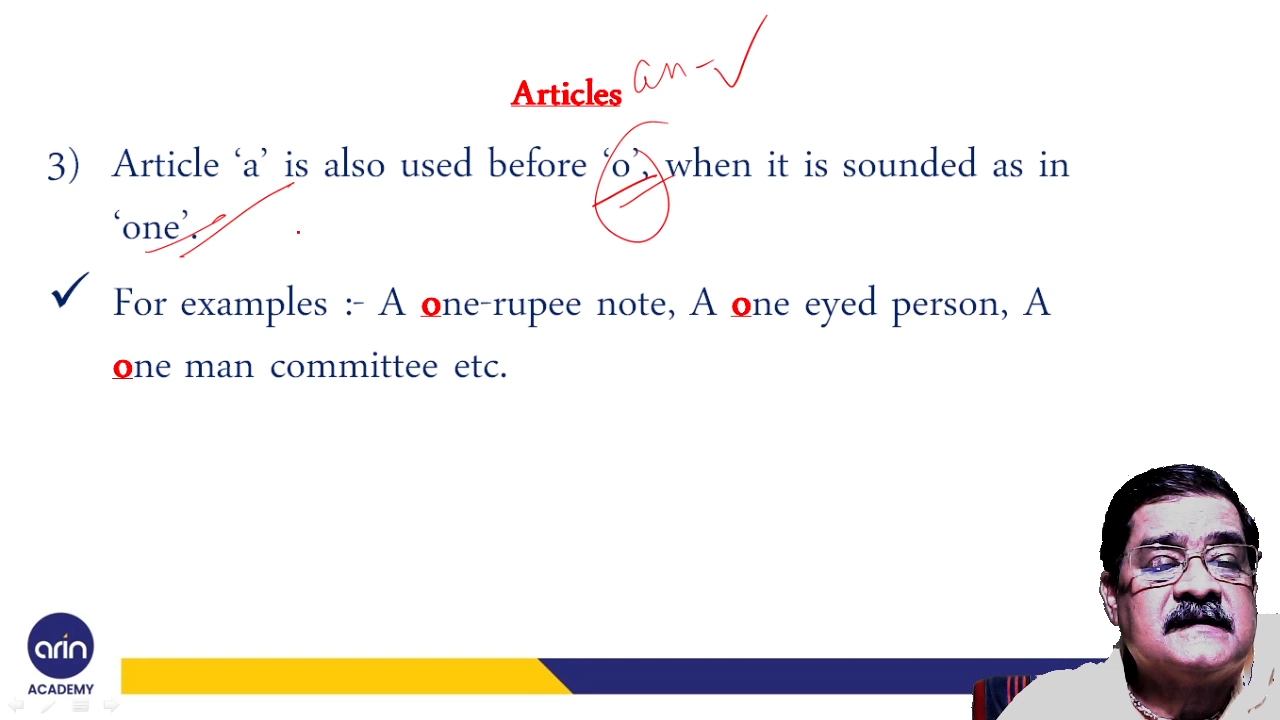 Articles an - ✓
3) Article ‘a’ is also used before ‘o’, when it is sounded as in
‘one’.
✓ For examples :- A one-rupee note, A one eyed person, A
one man committee etc.
arin
ACADEMY